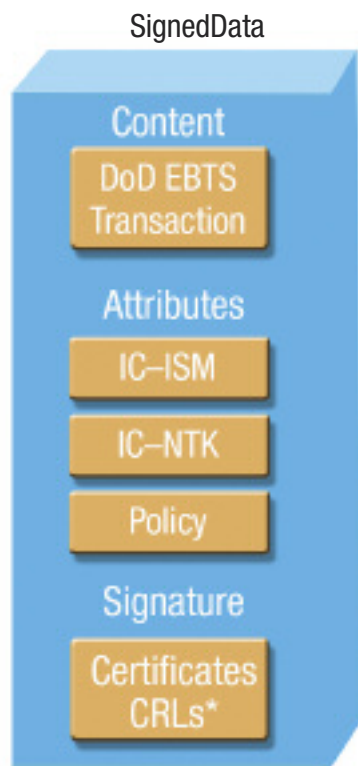 SignedData
Content
DoD EBTS
Transaction
Attributes
IC–ISM
IC–NTK
Policy
Signature
Certificates
CRLs*